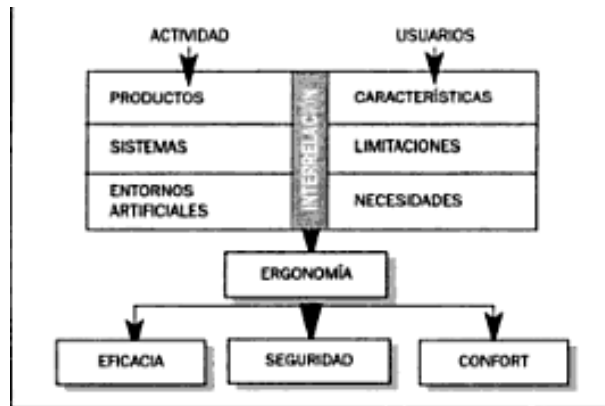 ACTIVIDAD
USUARIOS
PRODUCTOS
CARACTERÍSTICAS
SISTEMAS
LIMITACIONES
ENTORNOS
ARTIFICIALES
NECESIDADES
INTERRELACIÓN
ERGONOMÍA
EFICACIA
SEGURIDAD
CONFORT